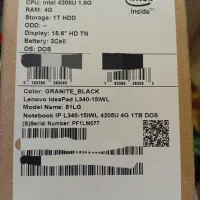 CPU: Intel 4205U 1.8G
RAM: 4G
Storage: 1T HDD
ODD: –
Display: 15.6" HD TN
Battery: 3Cell
OS: DOS
intel
inside™
Color: GRANITE_BLACK
Lenovo IdeaPad L340-15IWL
Model Name: 81LG
Notebook IP L340-15IWL 4205U 4G 1TB DOS
(S)Serial Number: PF1LM077